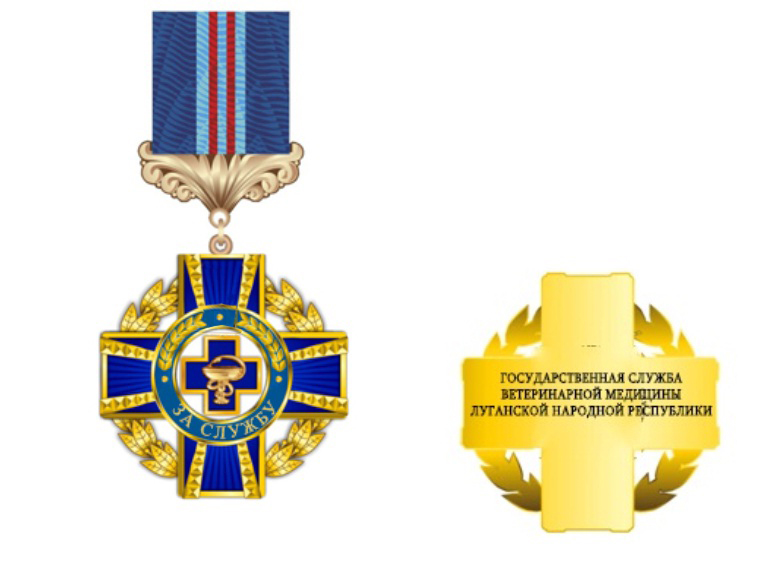 ЗА СЛУЖБУ
ГОСУДАРСТВЕННАЯ СЛУЖБА
ВЕТЕРИНАРНОЙ МЕДИЦИНЫ
ЛУГАНСКОЙ НАРОДНОЙ РЕСПУБЛИКИ